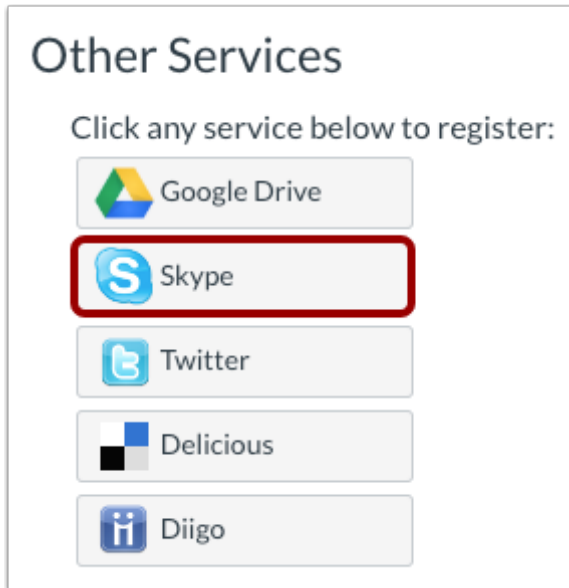 Other Services
Click any service below to register:
Google Drive
Skype
Twitter
Delicious
Diigo